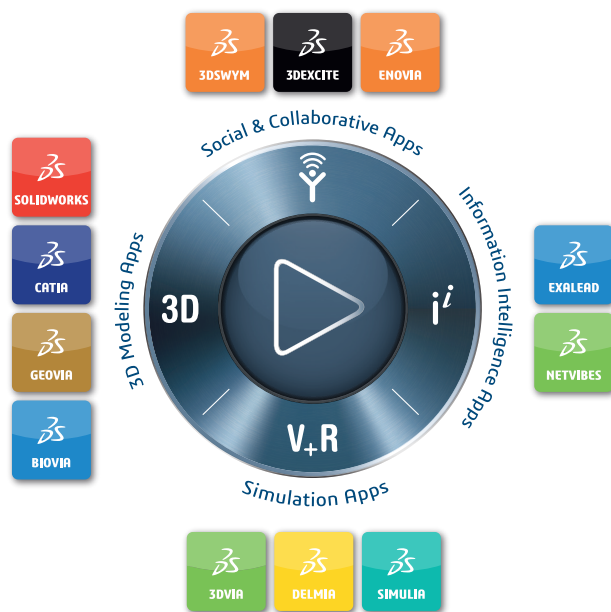 3DSWYM
3DEXCITE
ENOVIA
Social & Collaborative Apps
SOLIDWORKS
CATIA
GEOVIA
BIOVIA
3D Modeling Apps
3D
i i
V+R
Information Intelligence Apps
EXALEAD
NETVIBES
Simulation Apps
3DVIA
DELMIA
SIMULIA